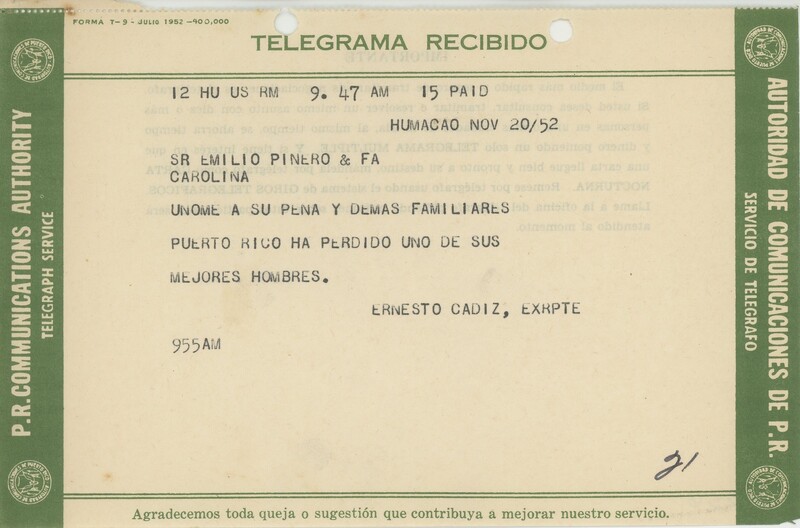 FORMA T-9 - JULIO 1952 -400,000
TELEGRAMA RECIBIDO
12 HU US RM 9.47 AM 15 PAID
HUMACAO NOV 20/52
SR EMILIO PINERO & FA
CAROLINA
UNOME A SU PENA Y DEMAS FAMILIARES
PUERTO RICO HA PERDIDO UNO DE SUS
MEJORES HOMBRES.
ERNESTO CADIZ, EXRPTE
955AM
21
Agradecemos toda queja o sugestión que contribuya a mejorar nuestro servicio.
P.R. COMMUNICATIONS AUTHORITY
TELEGRAPH SERVICE
AUTORIDAD DE COMUNICACIONES DE P.R.
SERVICIO DE TELEGRAFO